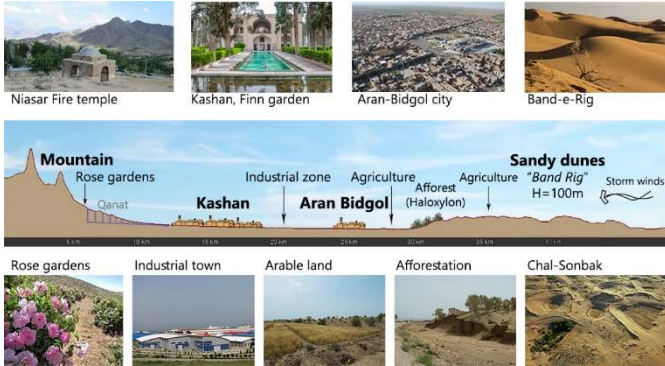 Niasar Fire temple
Kashan, Finn garden
Aran-Bidgol city
Band-e-Rig
Mountain
Rose gardens
Qanat
Kashan
Industrial zone
Aran Bidgol
Agriculture
Afforest
(Haloxylon)
Agriculture
Sandy dunes
"Band Rig"
H=100m
Storm winds
5 km
10 km
15 km
20 km
25 km
30 km
35 km
Rose gardens
Industrial town
Arable land
Afforestation
Chal-Sonbak